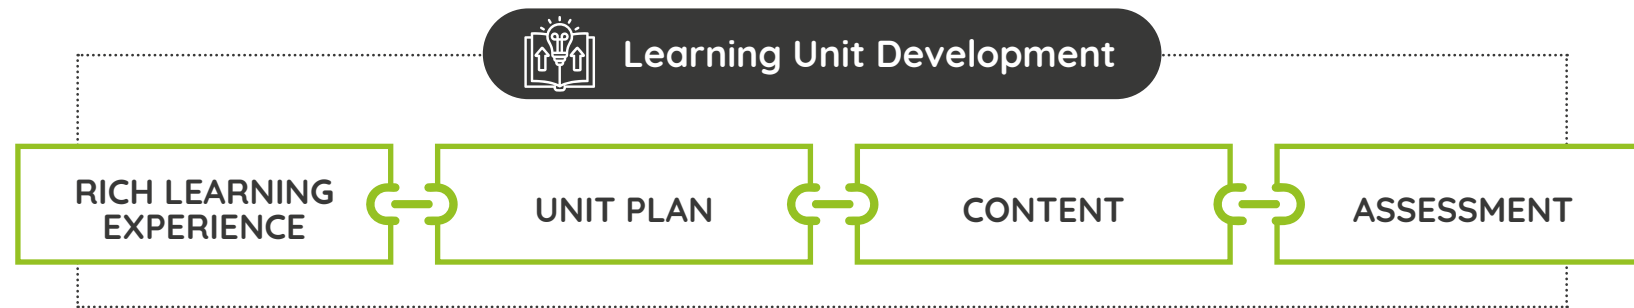 Learning Unit Development
RICH LEARNING
EXPERIENCE
UNIT PLAN
CONTENT
ASSESSMENT